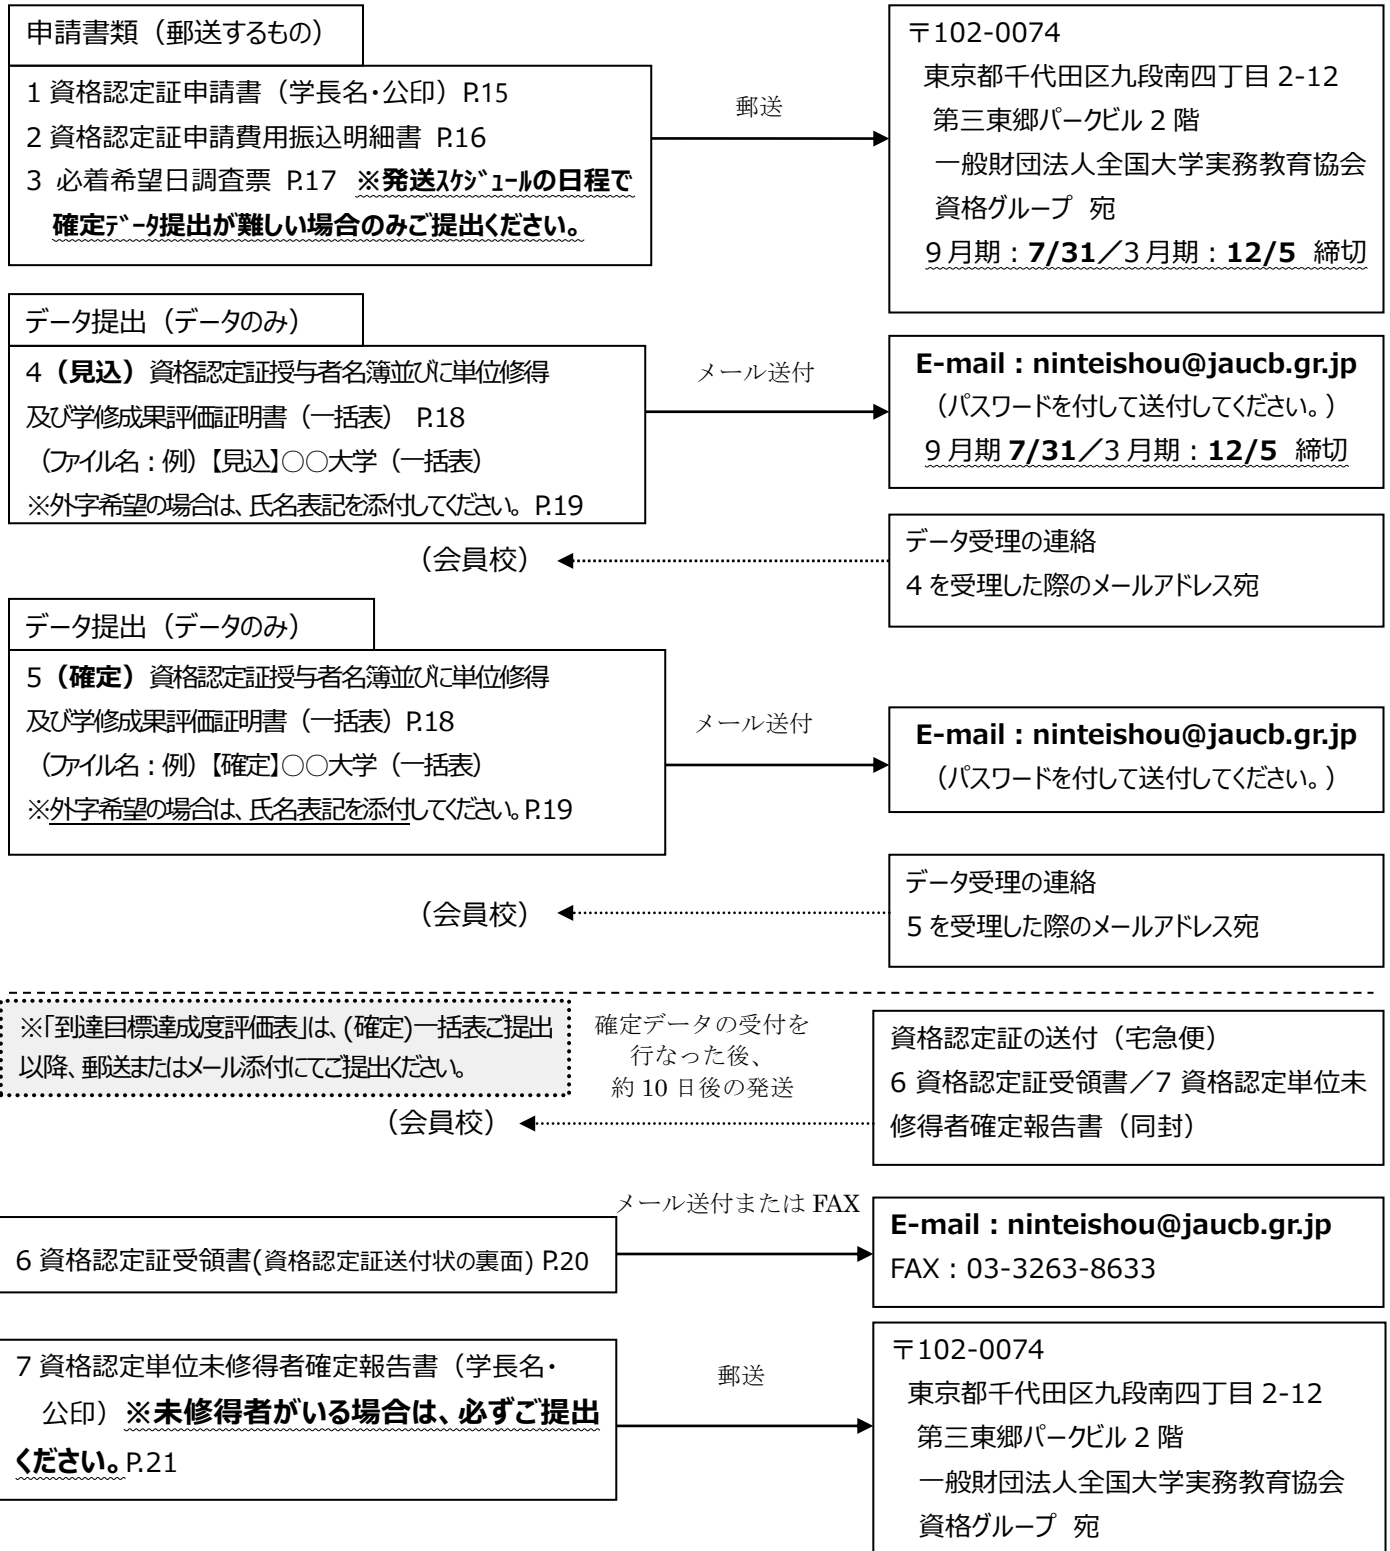 申請書類（郵送するもの）
1 資格認定証申請書（学長名・公印）P.15
2 資格認定証申請費用振込明細書 P.16
3 必着希望日調査票 P.17 ※発送ｽｹｼﾞｭｰﾙの日程で
確定ﾃﾞｰﾀ提出が難しい場合のみご提出ください。
郵送
〒102-0074
東京都千代田区九段南四丁目 2-12
第三東郷パークビル 2 階
一般財団法人全国大学実務教育協会
資格グループ 宛
9 月期：7/31／3 月期：12/5 締切
データ提出（データのみ）
4（見込）資格認定証授与者名簿並びに単位修得
及び学修成果評価証明書（一括表） P.18
（ファイル名：例）【見込】○○大学（一括表）
※外字希望の場合は、氏名表記を添付してください。P.19
メール送付
E-mail：ninteishou@jaucb.gr.jp
（パスワードを付して送付してください。）
9 月期 7/31／3 月期：12/5 締切
（会員校）
データ受理の連絡
4 を受理した際のメールアドレス宛
データ提出（データのみ）
5（確定）資格認定証授与者名簿並びに単位修得
及び学修成果評価証明書（一括表）P.18
（ファイル名：例）【確定】○○大学（一括表）
※外字希望の場合は、氏名表記を添付してください。P.19
メール送付
E-mail：ninteishou@jaucb.gr.jp
（パスワードを付して送付してください。）
（会員校）
データ受理の連絡
5 を受理した際のメールアドレス宛
※「到達目標達成度評価表」は、(確定)一括表ご提出
以降、郵送またはメール添付にてご提出ください。
確定データの受付を
行なった後、
約 10 日後の発送
（会員校）
資格認定証の送付（宅急便）
6 資格認定証受領書／7 資格認定単位未
修得者確定報告書（同封）
メール送付または FAX
6 資格認定証受領書(資格認定証送付状の裏面) P.20
E-mail：ninteishou@jaucb.gr.jp
FAX：03-3263-8633
7 資格認定単位未修得者確定報告書（学長名・
公印）※未修得者がいる場合は、必ずご提出
ください。P.21
郵送
〒102-0074
東京都千代田区九段南四丁目 2-12
第三東郷パークビル 2 階
一般財団法人全国大学実務教育協会
資格グループ 宛